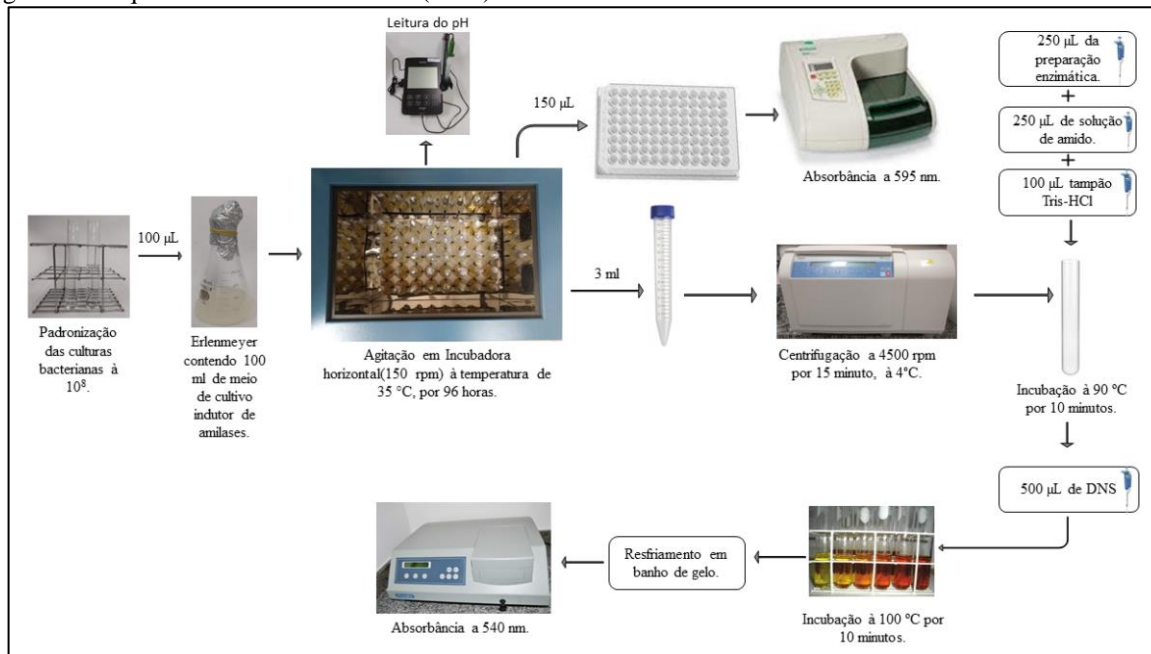 Leitura do pH
150 µL
Absorbância a 595 nm.
250 µL da
preparação
enzimática.
+
250 µL de solução
de amido.
+
100 µL tampão
Tris-HCl
100 µL
3 ml
Padronização
das culturas
bacterianas à
10⁸.
Erlenmeyer
contendo 100
ml de meio
de cultivo
indutor de
amilases.
Agitação em Incubadora
horizontal(150 rpm) à temperatura de
35 °C, por 96 horas.
Centrifugação a 4500 rpm
por 15 minuto, à 4°C.
Incubação à 90 °C
por 10 minutos.
500 µL de DNS
Incubação à 100 °C por
10 minutos.
Resfriamento em
banho de gelo.
Absorbância a 540 nm.